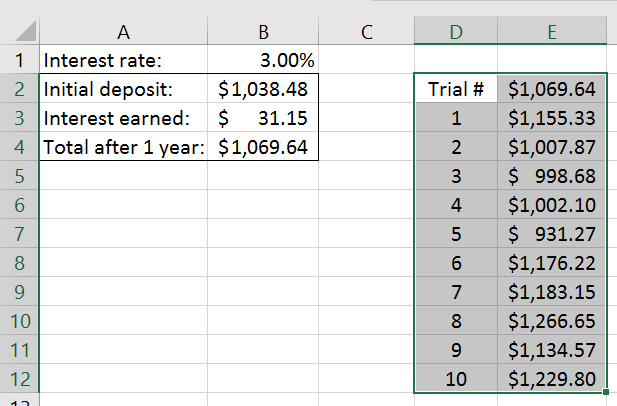 A B C D E
1 Interest rate: 3.00%
2 Initial deposit: $1,038.48 Trial # $1,069.64
3 Interest earned: $ 31.15 1 $1,155.33
4 Total after 1 year: $1,069.64 2 $1,007.87
5 3 $ 998.68
6 4 $1,002.10
7 5 $ 931.27
8 6 $1,176.22
9 7 $1,183.15
10 8 $1,266.65
11 9 $1,134.57
12 10 $1,229.80